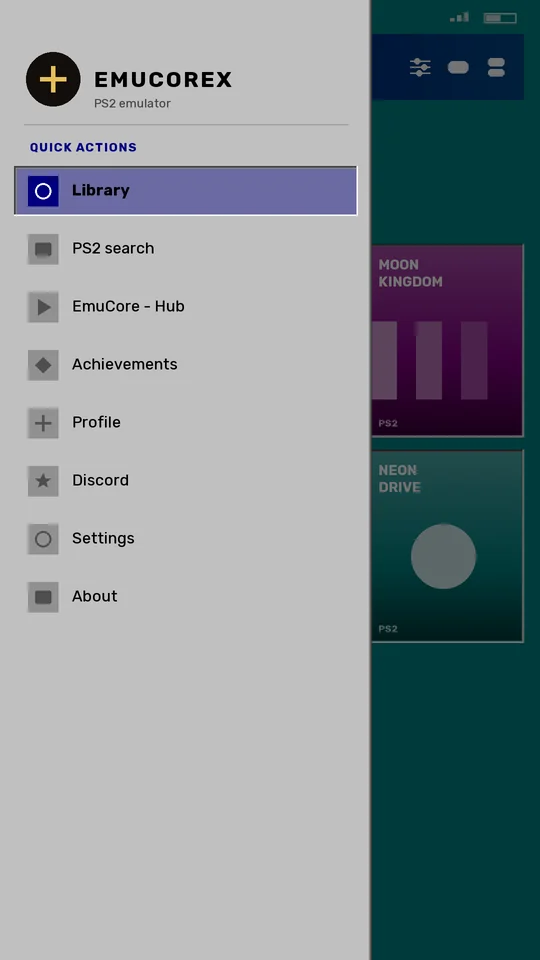 EMUCOREX
PS2 emulator
QUICK ACTIONS
Library
PS2 search
EmuCore - Hub
Achievements
Profile
Discord
Settings
About
MOON
KINGDOM
PS2
NEON
DRIVE
PS2